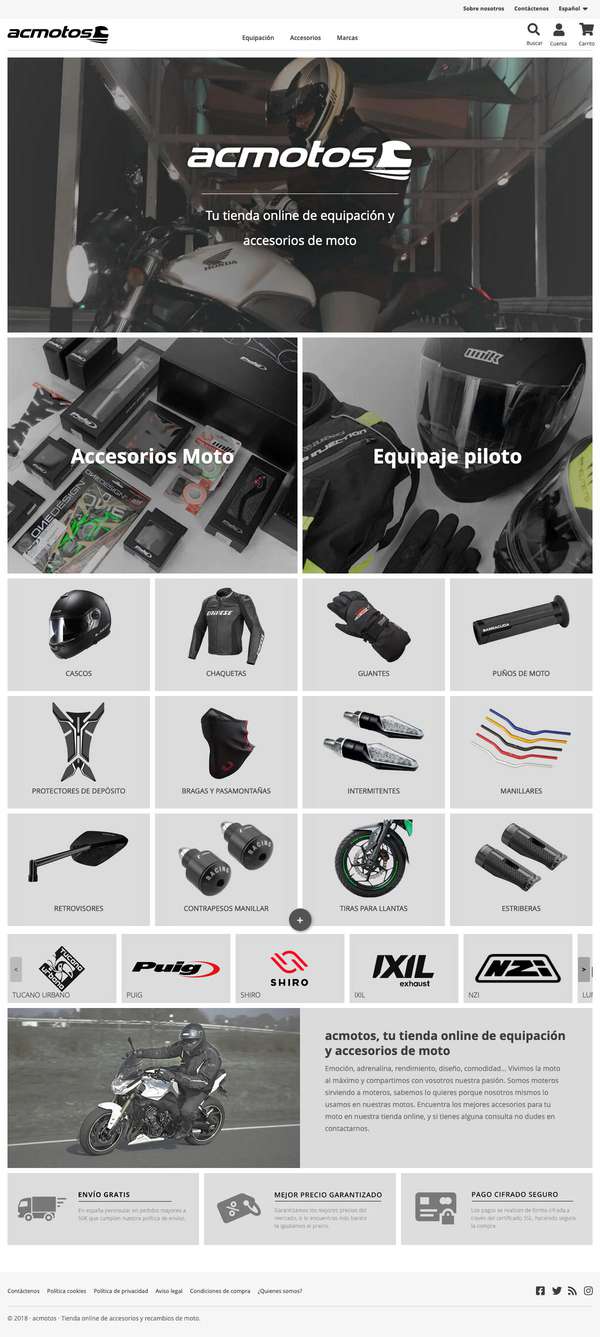 Sobre nosotros Contáctenos Español
acmotos
Equipación Accesorios Marcas
Buscar Cuenta Carrito
acmotos
Tu tienda online de equipación y
accesorios de moto
HONDA
Accesorios Moto
Equipaje piloto
CASCOS CHAQUETAS GUANTES PUÑOS DE MOTO
PROTECTORES DE DEPÓSITO BRAGAS Y PASAMONTAÑAS INTERMITENTES MANILLARES
RETROVISORES CONTRAPESOS MANILLAR TIRAS PARA LLANTAS ESTRIBERAS
+
< TUCANO URBANO PUIG SHIRO IXIL NZI >
Puig SHIRO IXIL exhaust NZI
acmotos, tu tienda online de equipación
y accesorios de moto
Emoción, adrenalina, rendimiento, diseño, comodidad... Vivimos la moto
al máximo y compartimos con vosotros nuestra pasión. Somos moteros
sirviendo a moteros, sabemos lo quieres porque nosotros mismos lo
usamos en nuestras motos. Encuentra los mejores accesorios para tu
moto en nuestra tienda online, y si tienes alguna consulta no dudes en
contactarnos.
ENVÍO GRATIS
En españa peninsular en pedidos mayores a
50€ que cumplan nuestra política de envíos.
MEJOR PRECIO GARANTIZADO
Garantizamos los mejores precios del
mercado, si lo encuentras más barato
te igualamos el precio.
PAGO CIFRADO SEGURO
Los pagos se realizan de forma cifrada a
través del certificado SSL, haciendo segura
la compra.
Contáctenos Política cookies Política de privacidad Aviso legal Condiciones de compra ¿Quienes somos?
© 2018 · acmotos · Tienda online de accesorios y recambios de moto.